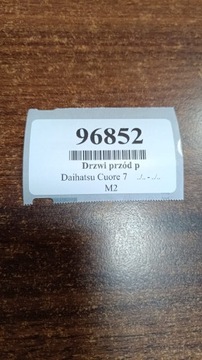 96852
Drzwi przód p
Daihatsu Cuore 7 ./.. - ./..
M2